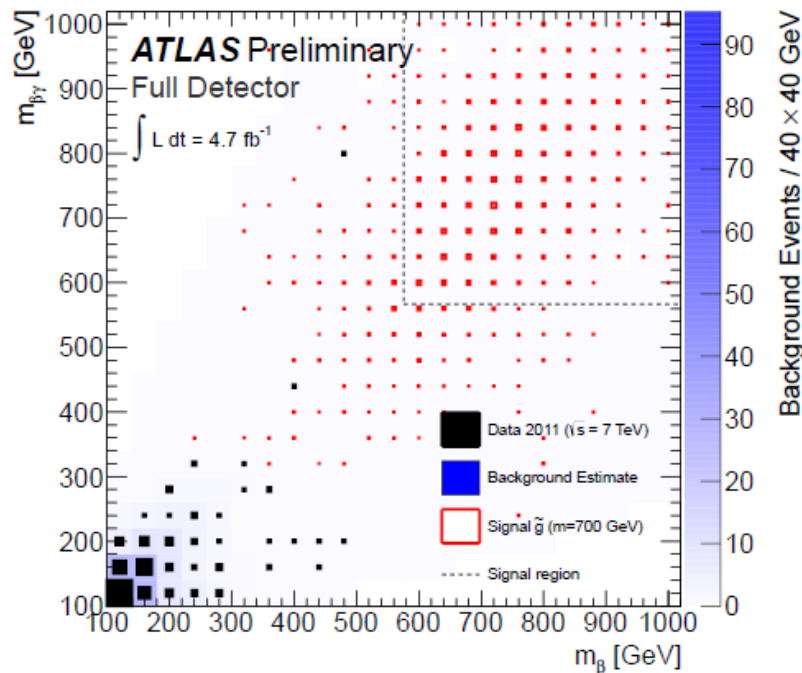 ATLAS Preliminary
Full Detector
∫ L dt = 4.7 fb⁻¹
m_βγ [GeV]
1000
900
800
700
600
500
400
300
200
100
100 200 300 400 500 600 700 800 900 1000
m_β [GeV]
Data 2011 (√s = 7 TeV)
Background Estimate
Signal g̃ (m=700 GeV)
Signal region
90
80
70
60
50
40
30
20
10
0
Background Events / 40 × 40 GeV